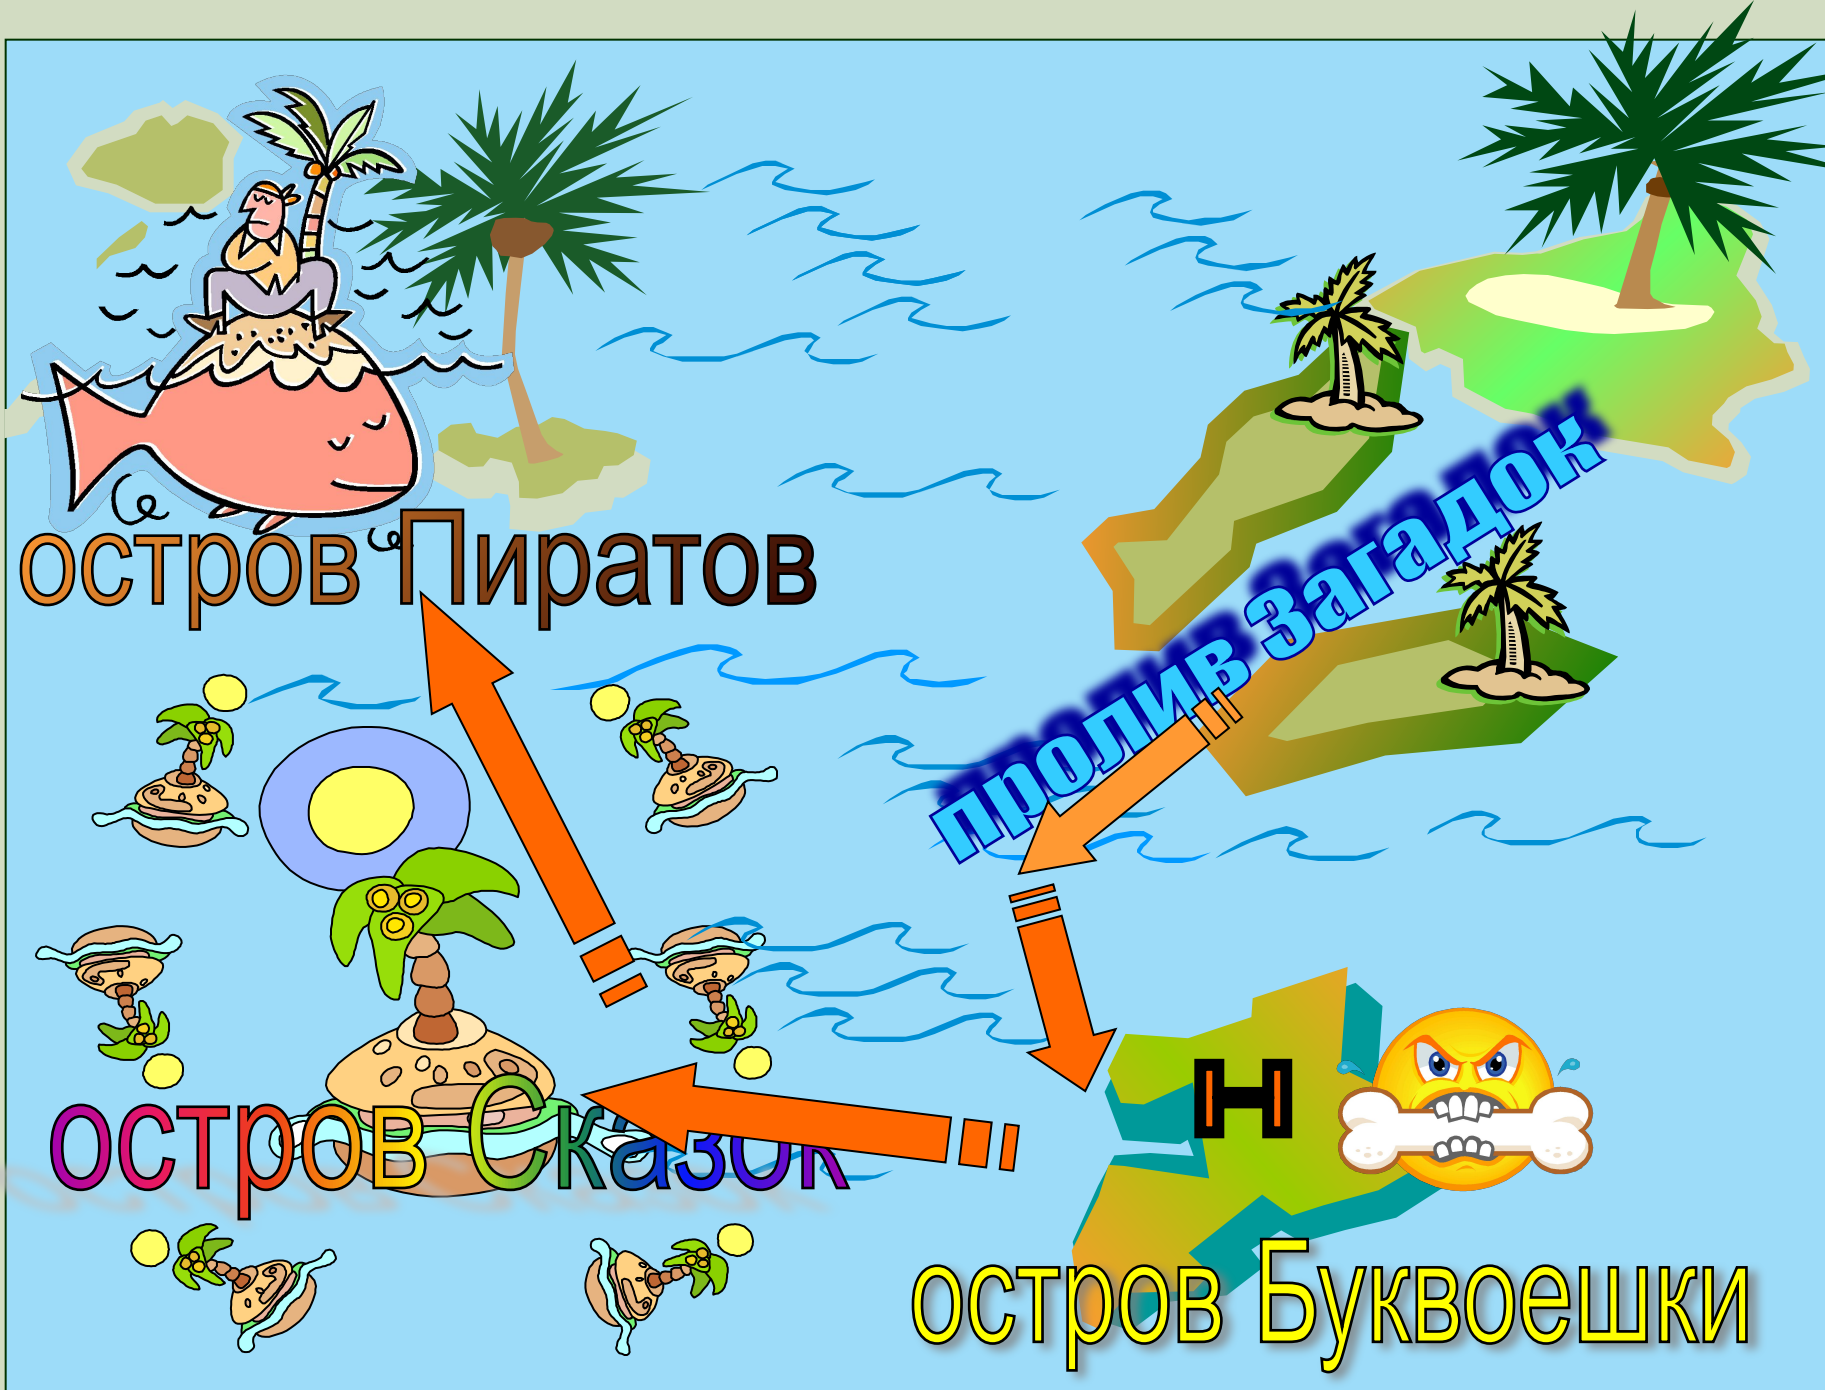 остров Пиратов
пролив Загадок
остров Сказок
н
остров Буквоешки